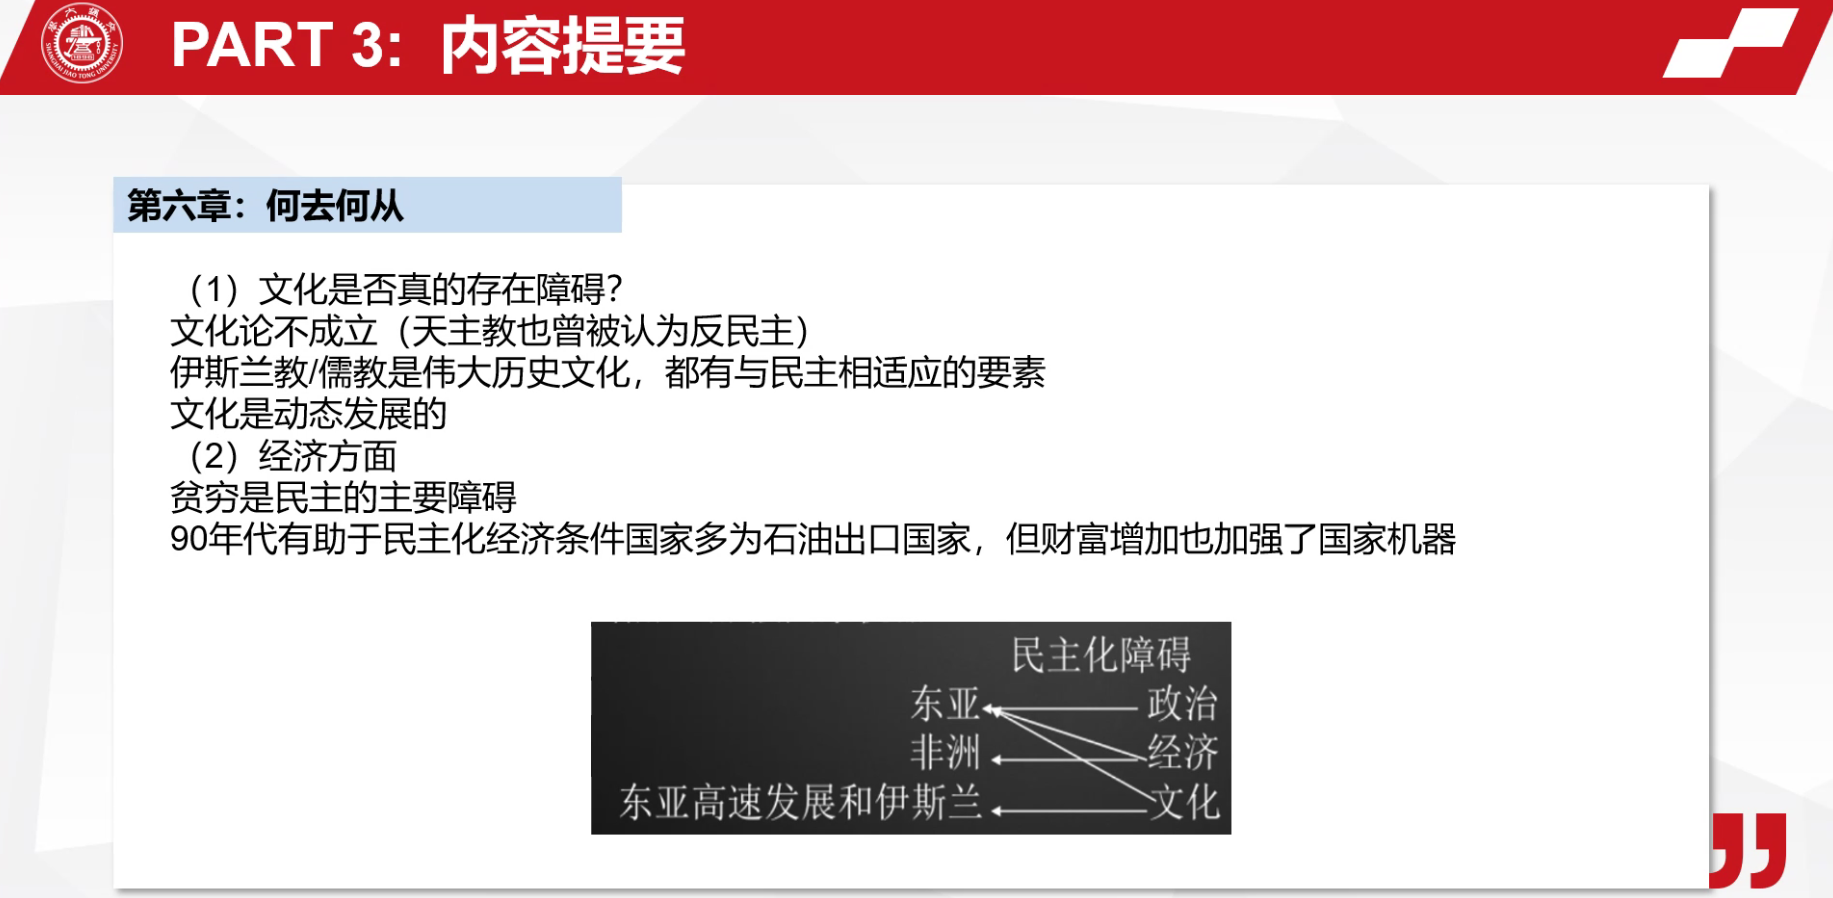 PART 3：内容提要
第六章：何去何从
（1）文化是否真的存在障碍？
文化论不成立（天主教也曾被认为反民主）
伊斯兰教/儒教是伟大历史文化，都有与民主相适应的要素
文化是动态发展的
（2）经济方面
贫穷是民主的主要障碍
90年代有助于民主化经济条件国家多为石油出口国家，但财富增加也加强了国家机器
民主化障碍
东亚 政治
非洲 经济
东亚高速发展和伊斯兰 文化